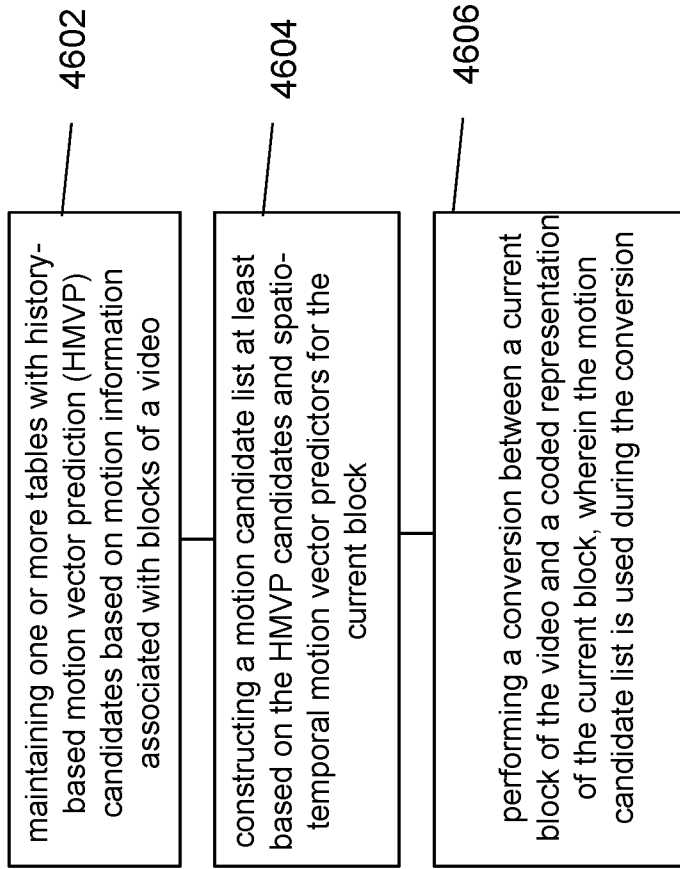 4602
maintaining one or more tables with history-
based motion vector prediction (HMVP)
candidates based on motion information
associated with blocks of a video
4604
constructing a motion candidate list at least
based on the HMVP candidates and spatio-
temporal motion vector predictors for the
current block
4606
performing a conversion between a current
block of the video and a coded representation
of the current block, wherein the motion
candidate list is used during the conversion